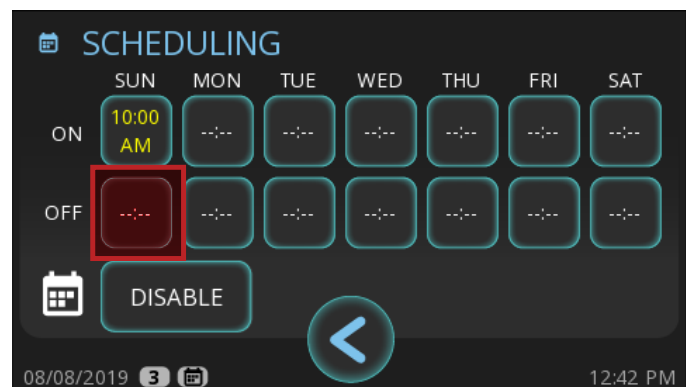 SCHEDULING
SUN MON TUE WED THU FRI SAT
ON 10:00 AM --:-- --:-- --:-- --:-- --:-- --:--
OFF --:-- --:-- --:-- --:-- --:-- --:-- --:--
DISABLE
08/08/2019 3 12:42 PM